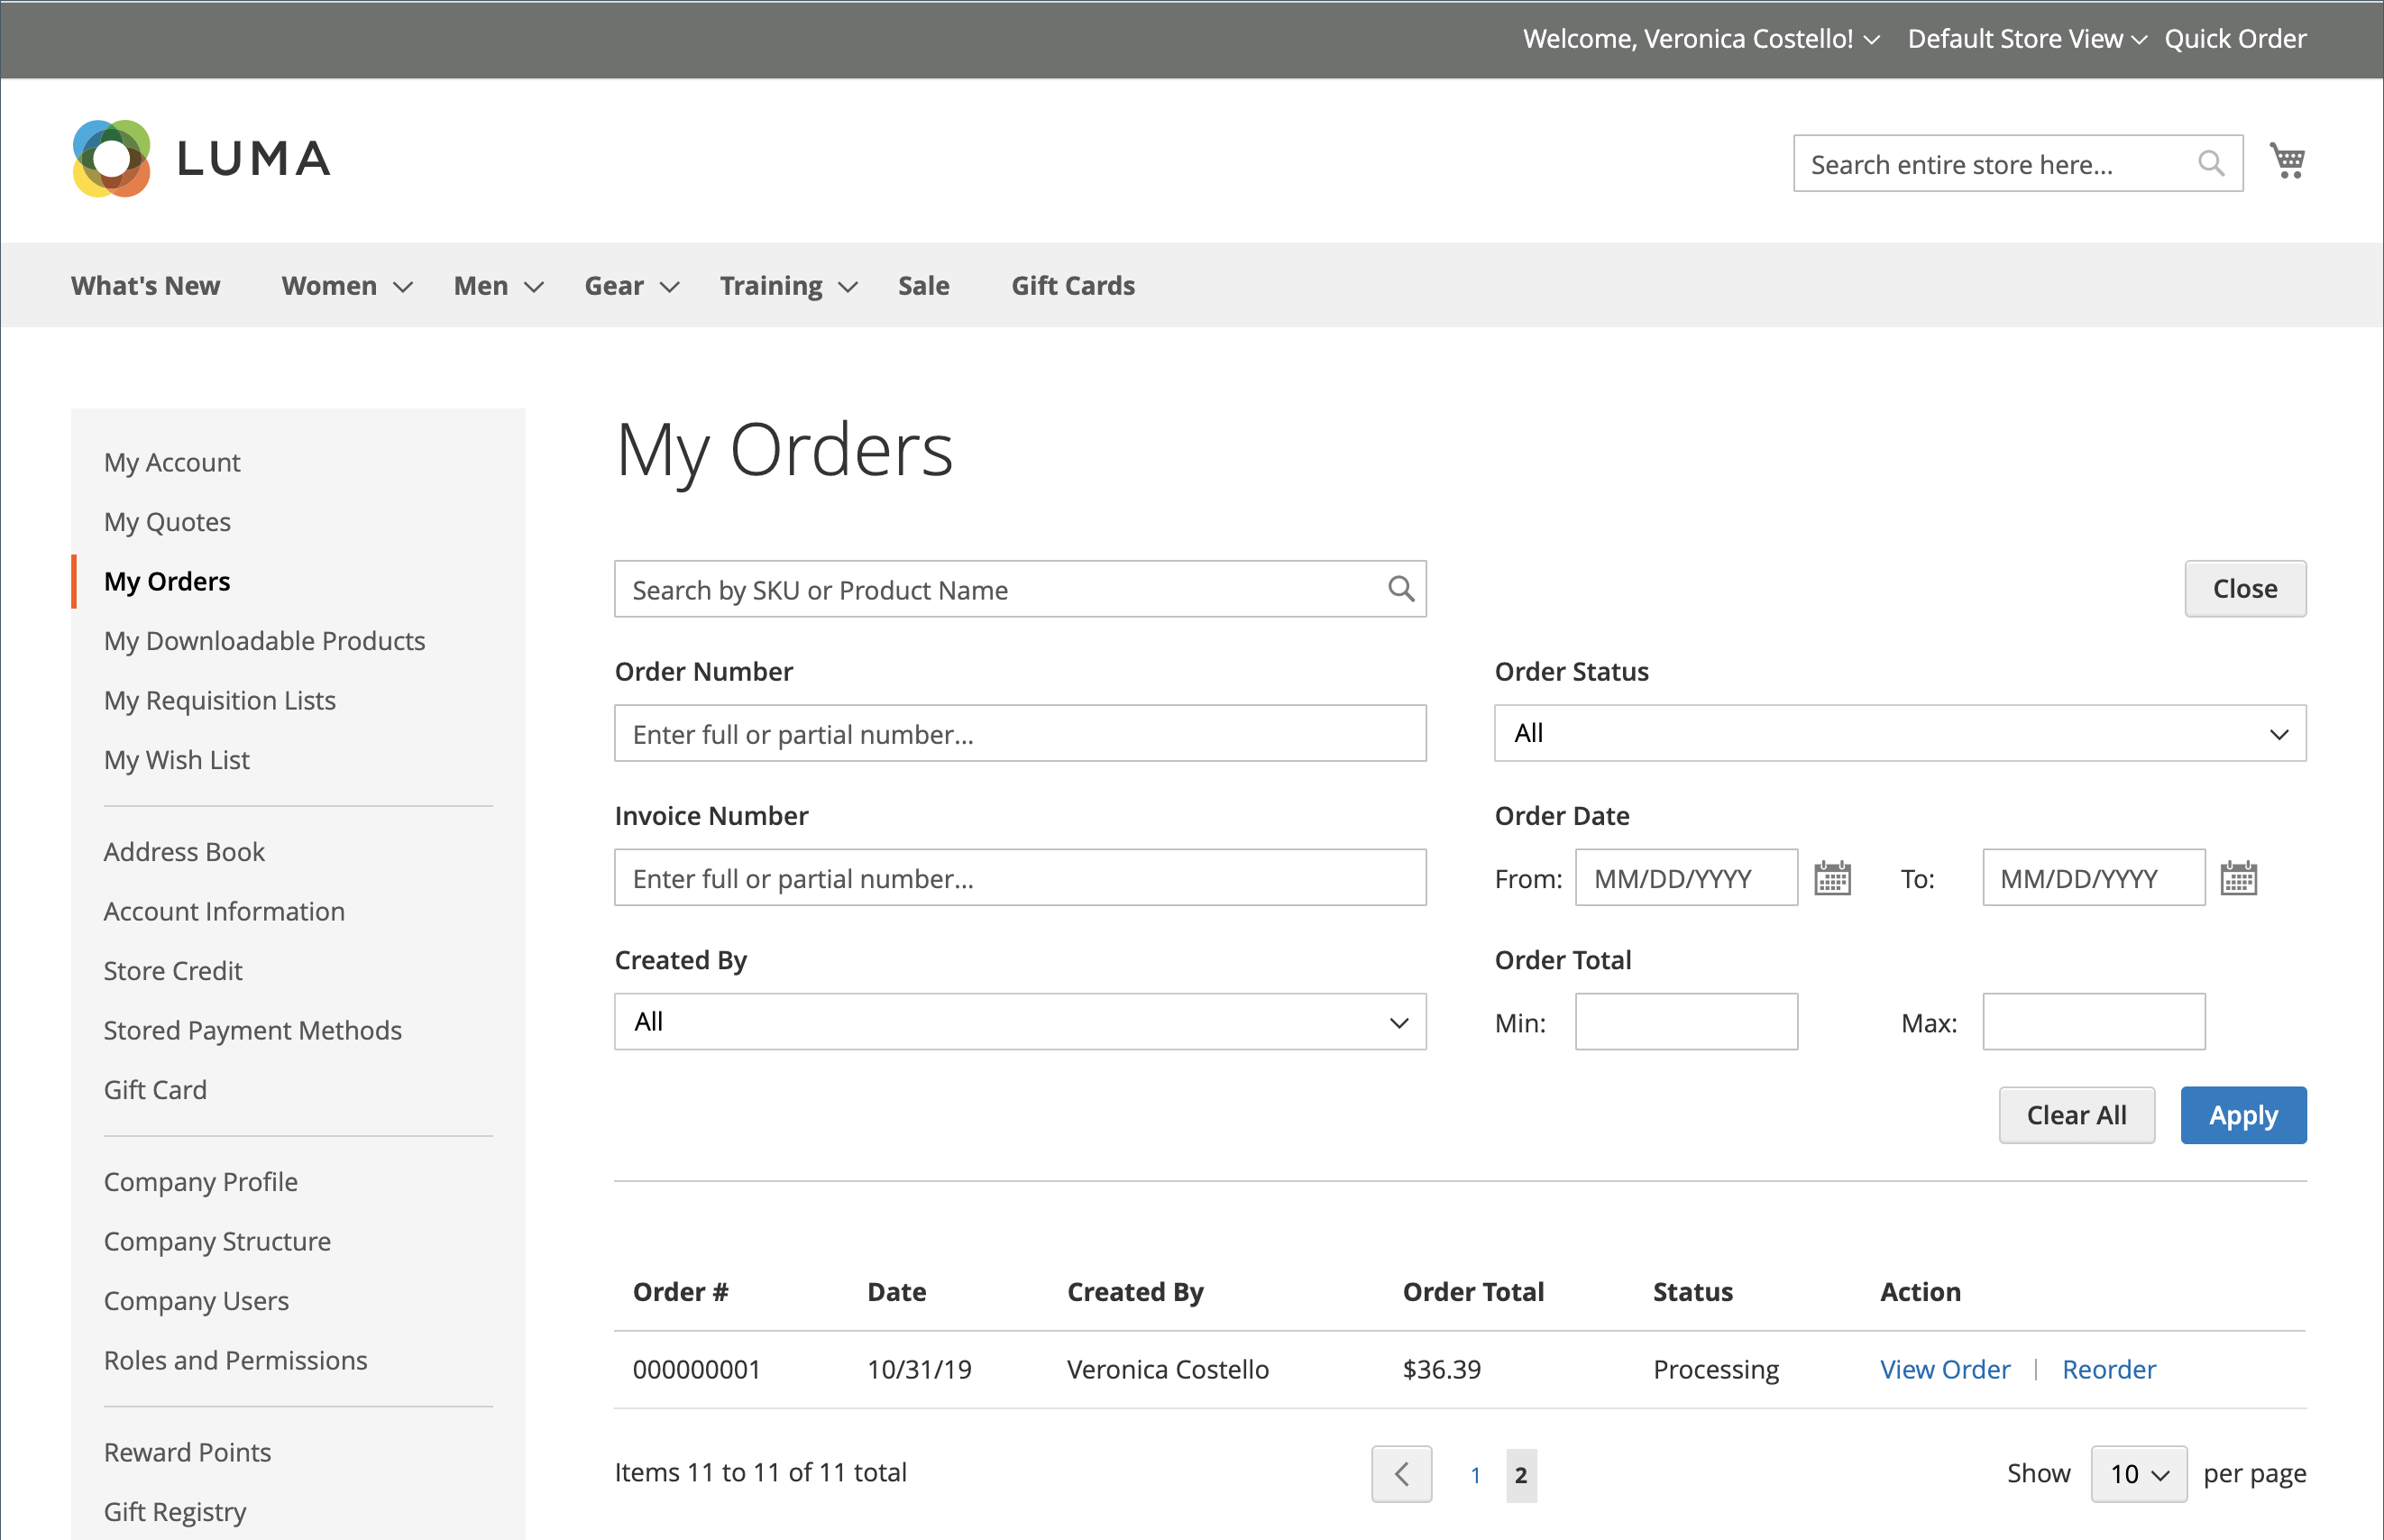 Welcome, Veronica Costello! Default Store View Quick Order
LUMA
Search entire store here...
What's New Women Men Gear Training Sale Gift Cards
My Account
My Quotes
My Orders
My Downloadable Products
My Requisition Lists
My Wish List
Address Book
Account Information
Store Credit
Stored Payment Methods
Gift Card
Company Profile
Company Structure
Company Users
Roles and Permissions
Reward Points
Gift Registry
My Orders
Search by SKU or Product Name
Close
Order Number
Enter full or partial number...
Order Status
All
Invoice Number
Enter full or partial number...
Order Date
From: MM/DD/YYYY To: MM/DD/YYYY
Created By
All
Order Total
Min: Max:
Clear All Apply
Order # Date Created By Order Total Status Action
000000001 10/31/19 Veronica Costello $36.39 Processing View Order | Reorder
Items 11 to 11 of 11 total 1 2 Show 10 per page